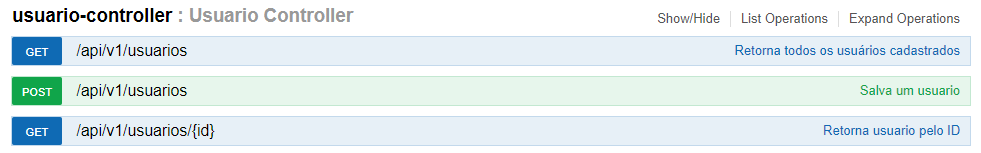 usuario-controller : Usuario Controller Show/Hide List Operations Expand Operations
GET /api/v1/usuarios Retorna todos os usuários cadastrados
POST /api/v1/usuarios Salva um usuario
GET /api/v1/usuarios/{id} Retorna usuario pelo ID